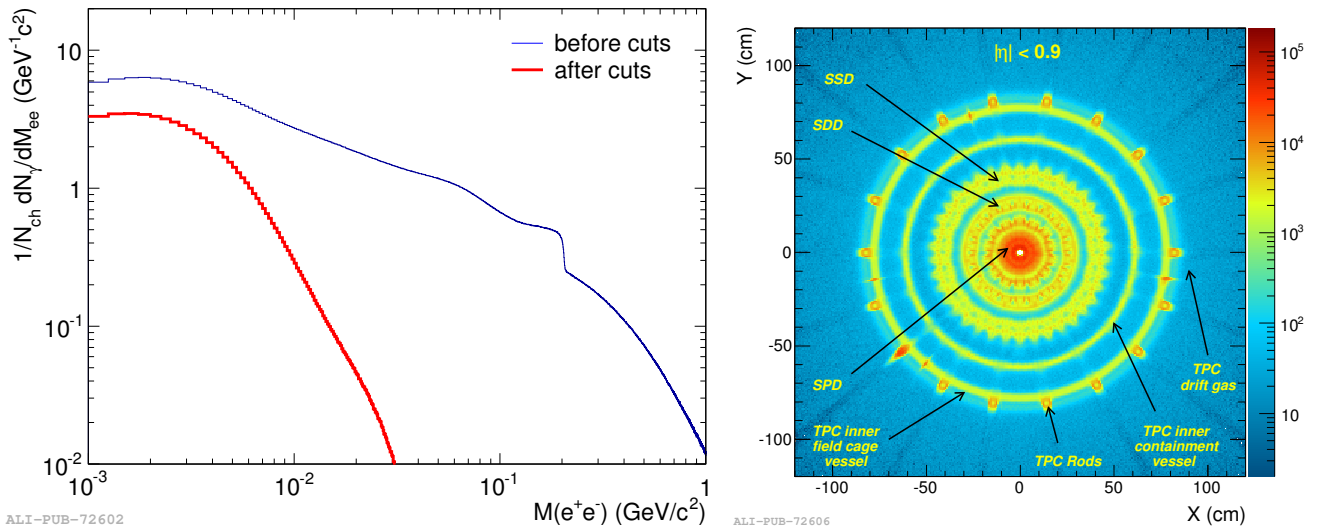 1/N_ch dN_γ/dM_ee (GeV⁻¹c2)
10
1
10⁻¹
10⁻²
before cuts
after cuts
10⁻³
10⁻²
10⁻¹
1
M(e⁺e⁻) (GeV/c²)
ALI-PUB-72602
Y (cm)
100
50
0
-50
-100
|η| < 0.9
SSD
SDD
SPD
TPC
drift gas
TPC inner
field cage
vessel
TPC Rods
TPC inner
containment
vessel
-100
-50
0
50
100
X (cm)
10⁵
10⁴
10³
10²
10
ALI-PUB-72606